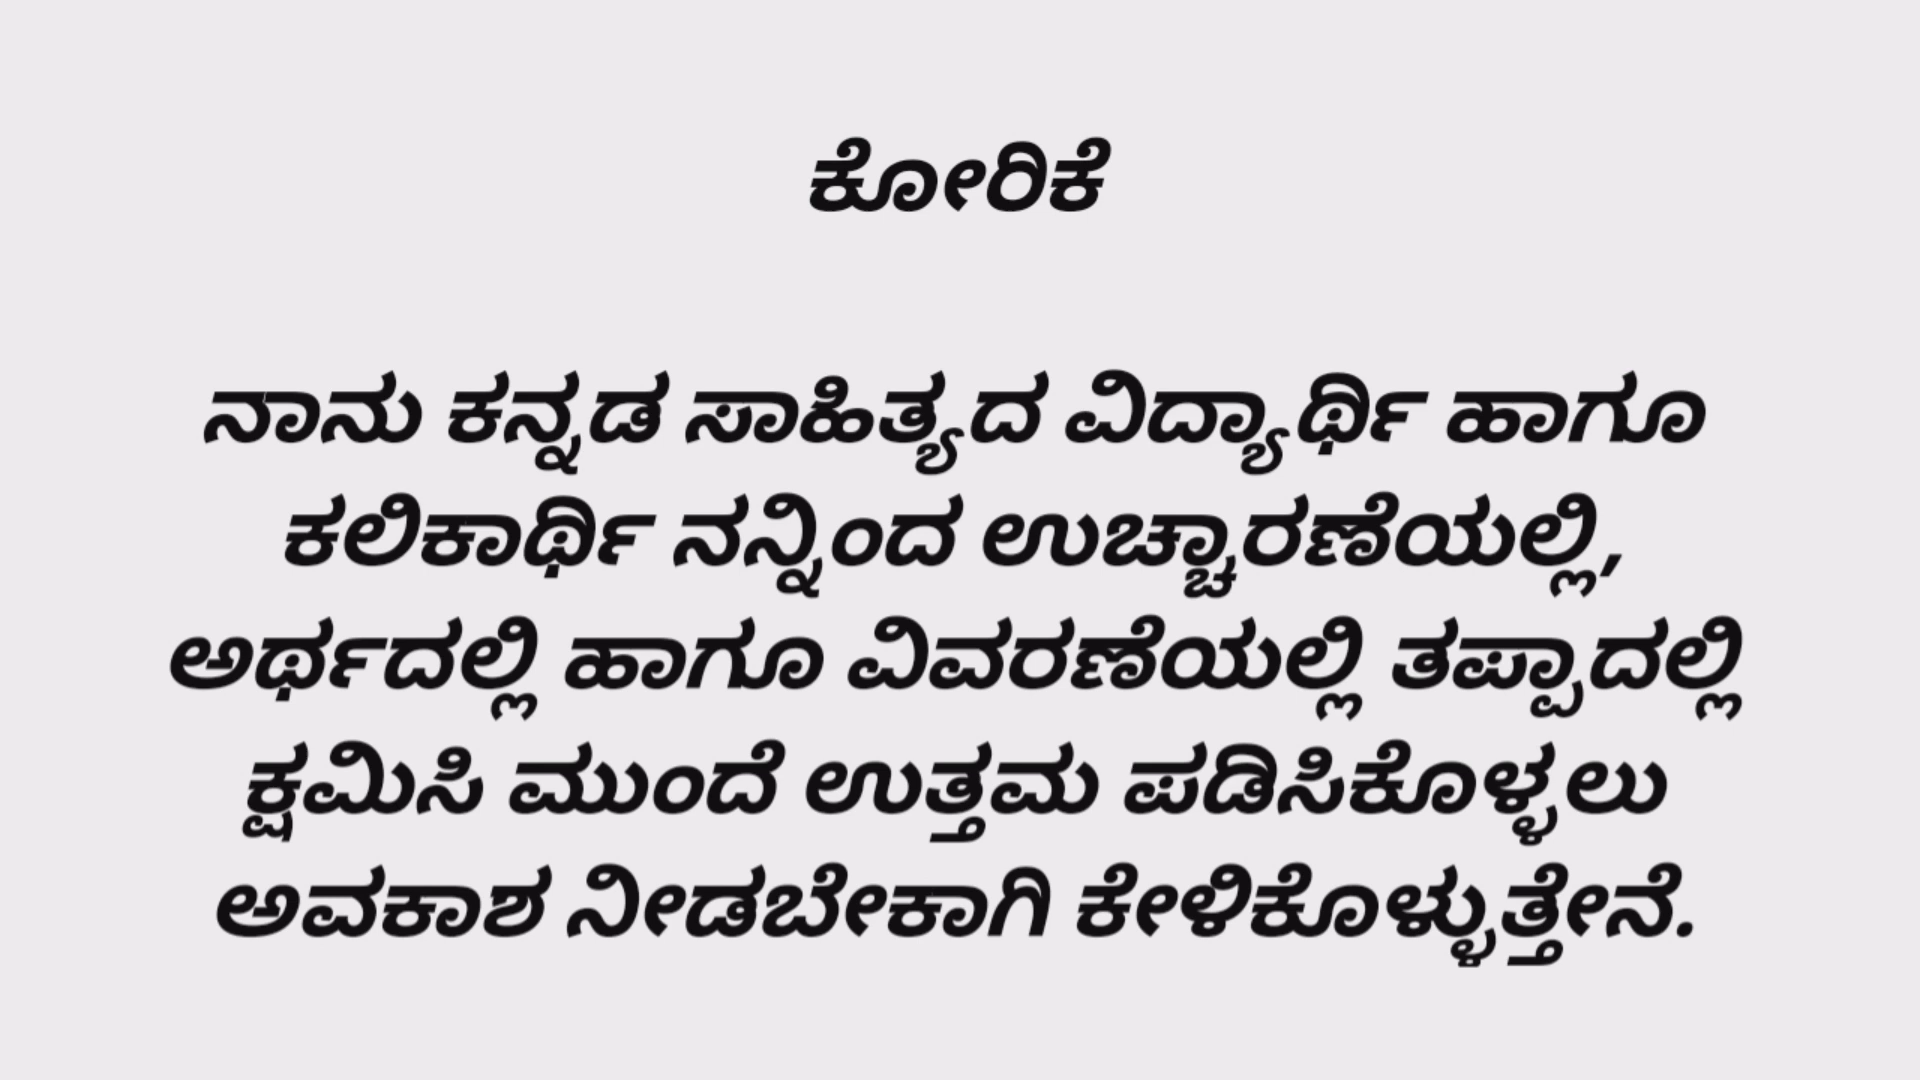 ಕೋರಿಕೆ
ನಾನು ಕನ್ನಡ ಸಾಹಿತ್ಯದ ವಿದ್ಯಾರ್ಥಿ ಹಾಗೂ
ಕಲಿಕಾರ್ಥಿ ನನ್ನಿಂದ ಉಚ್ಚಾರಣೆಯಲ್ಲಿ,
ಅರ್ಥದಲ್ಲಿ ಹಾಗೂ ವಿವರಣೆಯಲ್ಲಿ ತಪ್ಪಾದಲ್ಲಿ
ಕ್ಷಮಿಸಿ ಮುಂದೆ ಉತ್ತಮ ಪಡಿಸಿಕೊಳ್ಳಲು
ಅವಕಾಶ ನೀಡಬೇಕಾಗಿ ಕೇಳಿಕೊಳ್ಳುತ್ತೇನೆ.